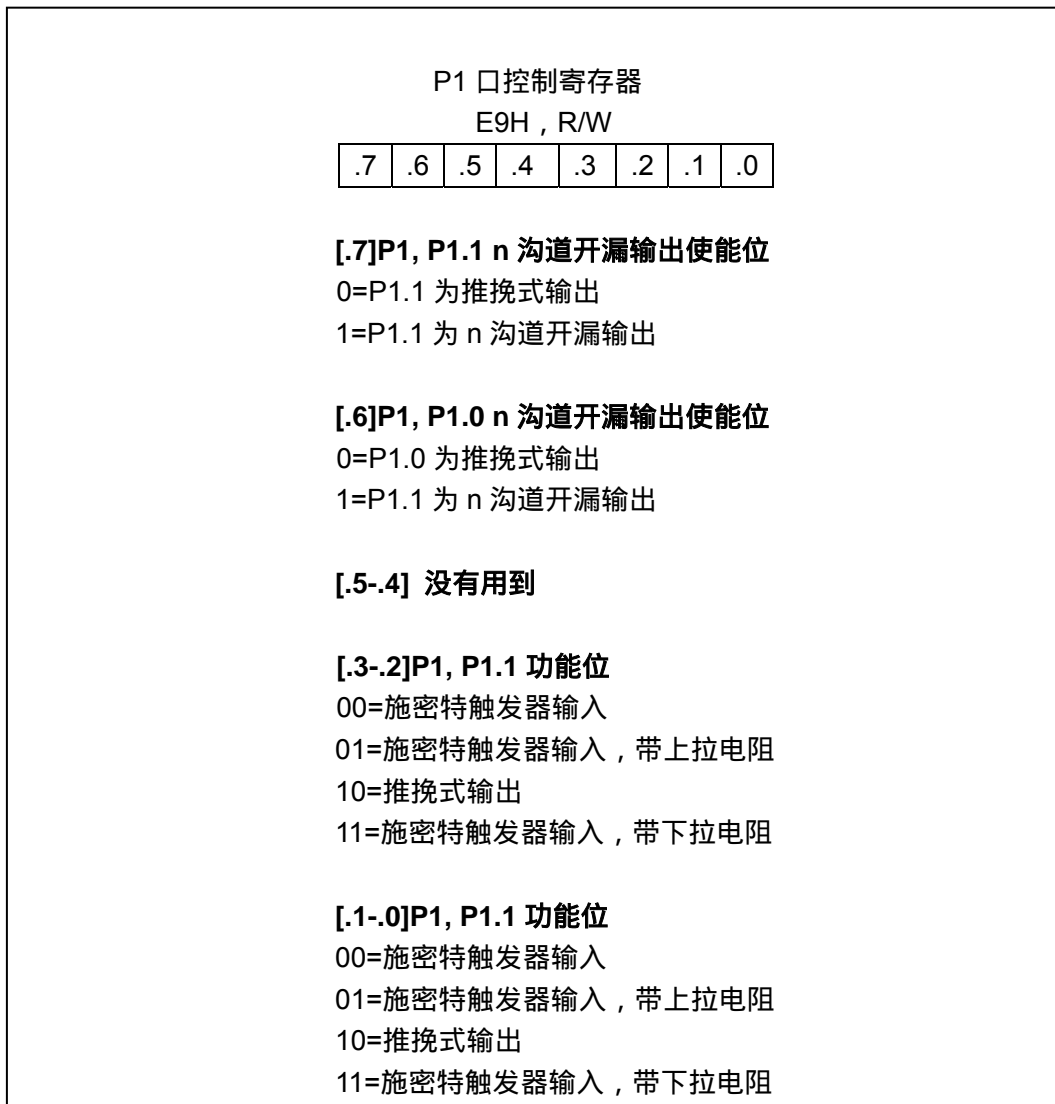 P1 口控制寄存器
E9H , R/W
.7 .6 .5 .4 .3 .2 .1 .0
[.7]P1, P1.1 n 沟道开漏输出使能位
0=P1.1 为推挽式输出
1=P1.1 为 n 沟道开漏输出
[.6]P1, P1.0 n 沟道开漏输出使能位
0=P1.0 为推挽式输出
1=P1.1 为 n 沟道开漏输出
[.5-.4] 没有用到
[.3-.2]P1, P1.1 功能位
00=施密特触发器输入
01=施密特触发器输入，带上拉电阻
10=推挽式输出
11=施密特触发器输入，带下拉电阻
[.1-.0]P1, P1.1 功能位
00=施密特触发器输入
01=施密特触发器输入，带上拉电阻
10=推挽式输出
11=施密特触发器输入，带下拉电阻